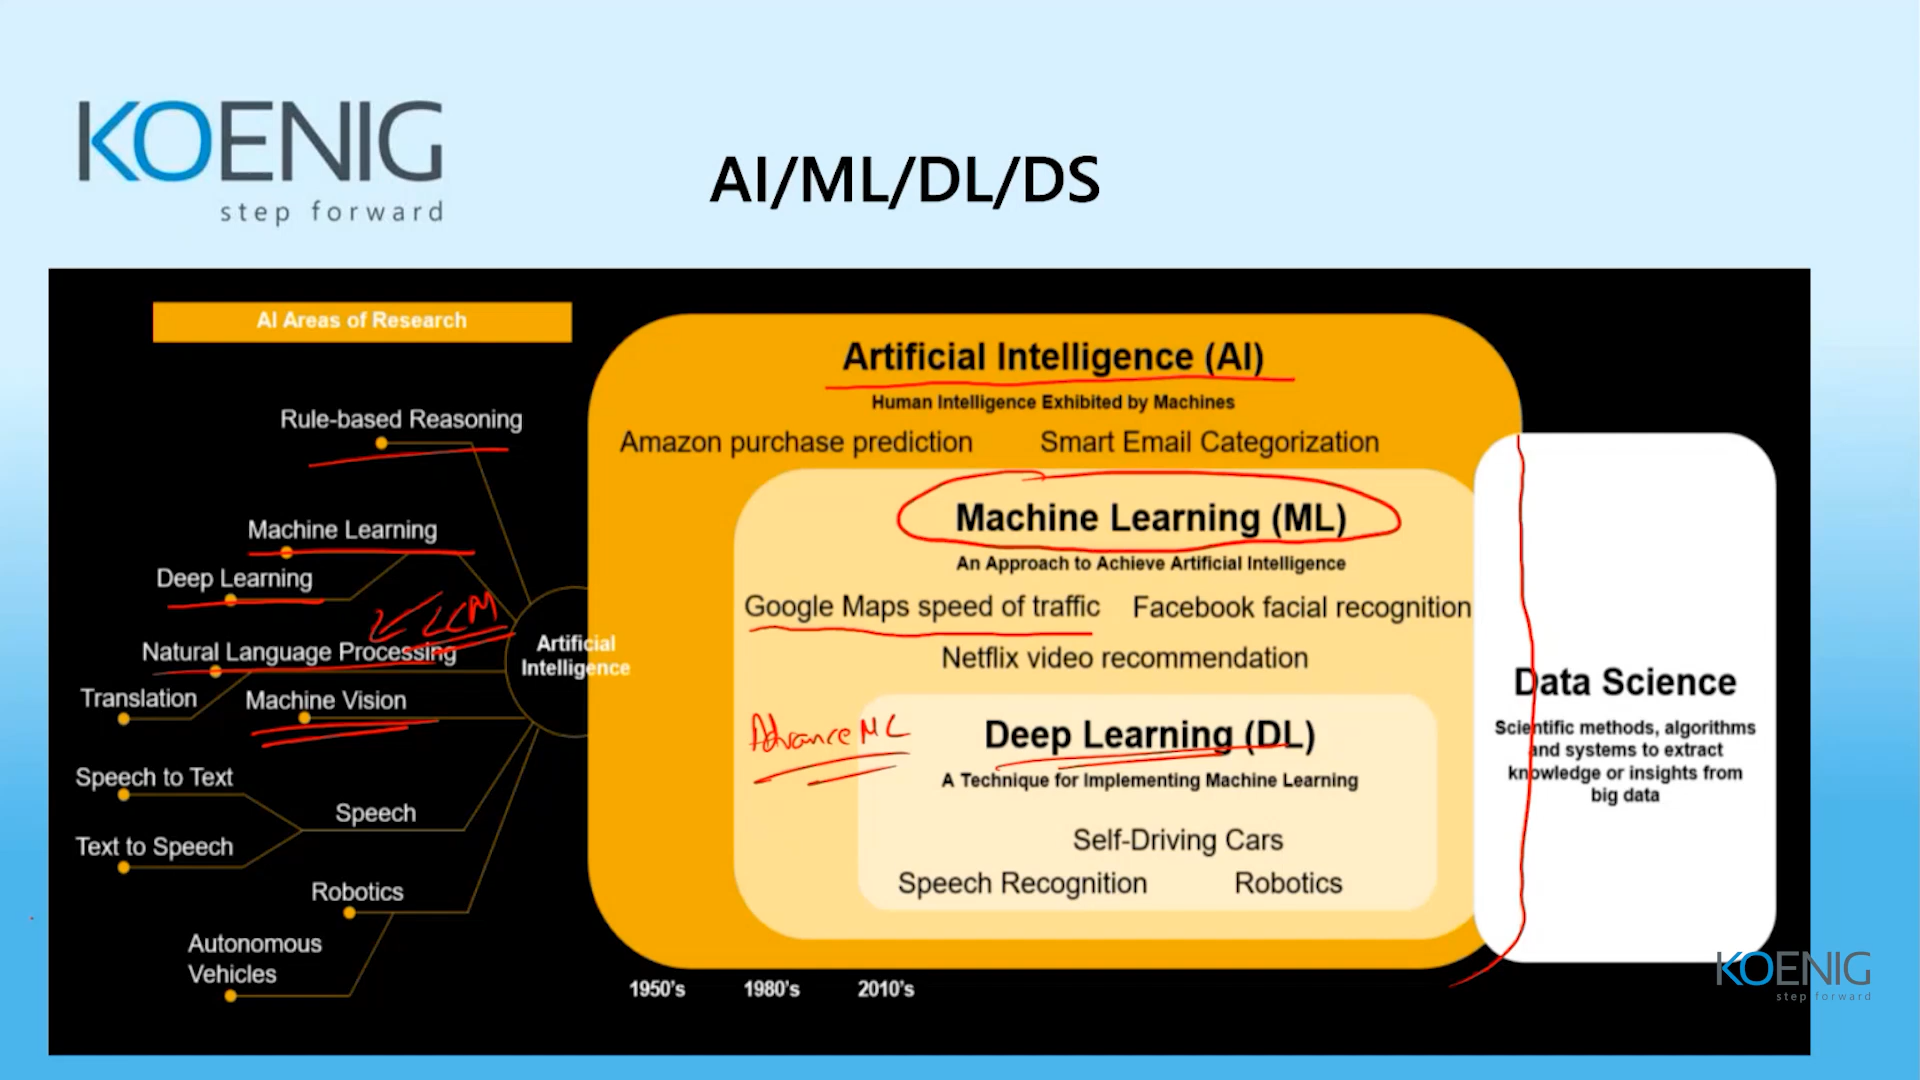 KOENIG
step forward
AI/ML/DL/DS
AI Areas of Research
Rule-based Reasoning
Machine Learning
Deep Learning
LLM
Natural Language Processing
Translation
Machine Vision
Speech to Text
Speech
Text to Speech
Robotics
Autonomous
Vehicles
Artificial
Intelligence
Artificial Intelligence (AI)
Human Intelligence Exhibited by Machines
Amazon purchase prediction
Smart Email Categorization
Machine Learning (ML)
An Approach to Achieve Artificial Intelligence
Google Maps speed of traffic
Facebook facial recognition
Netflix video recommendation
Advance ML
Deep Learning (DL)
A Technique for Implementing Machine Learning
Self-Driving Cars
Speech Recognition
Robotics
1950's
1980's
2010's
Data Science
Scientific methods, algorithms
and systems to extract
knowledge or insights from
big data
KOENIG
step forward